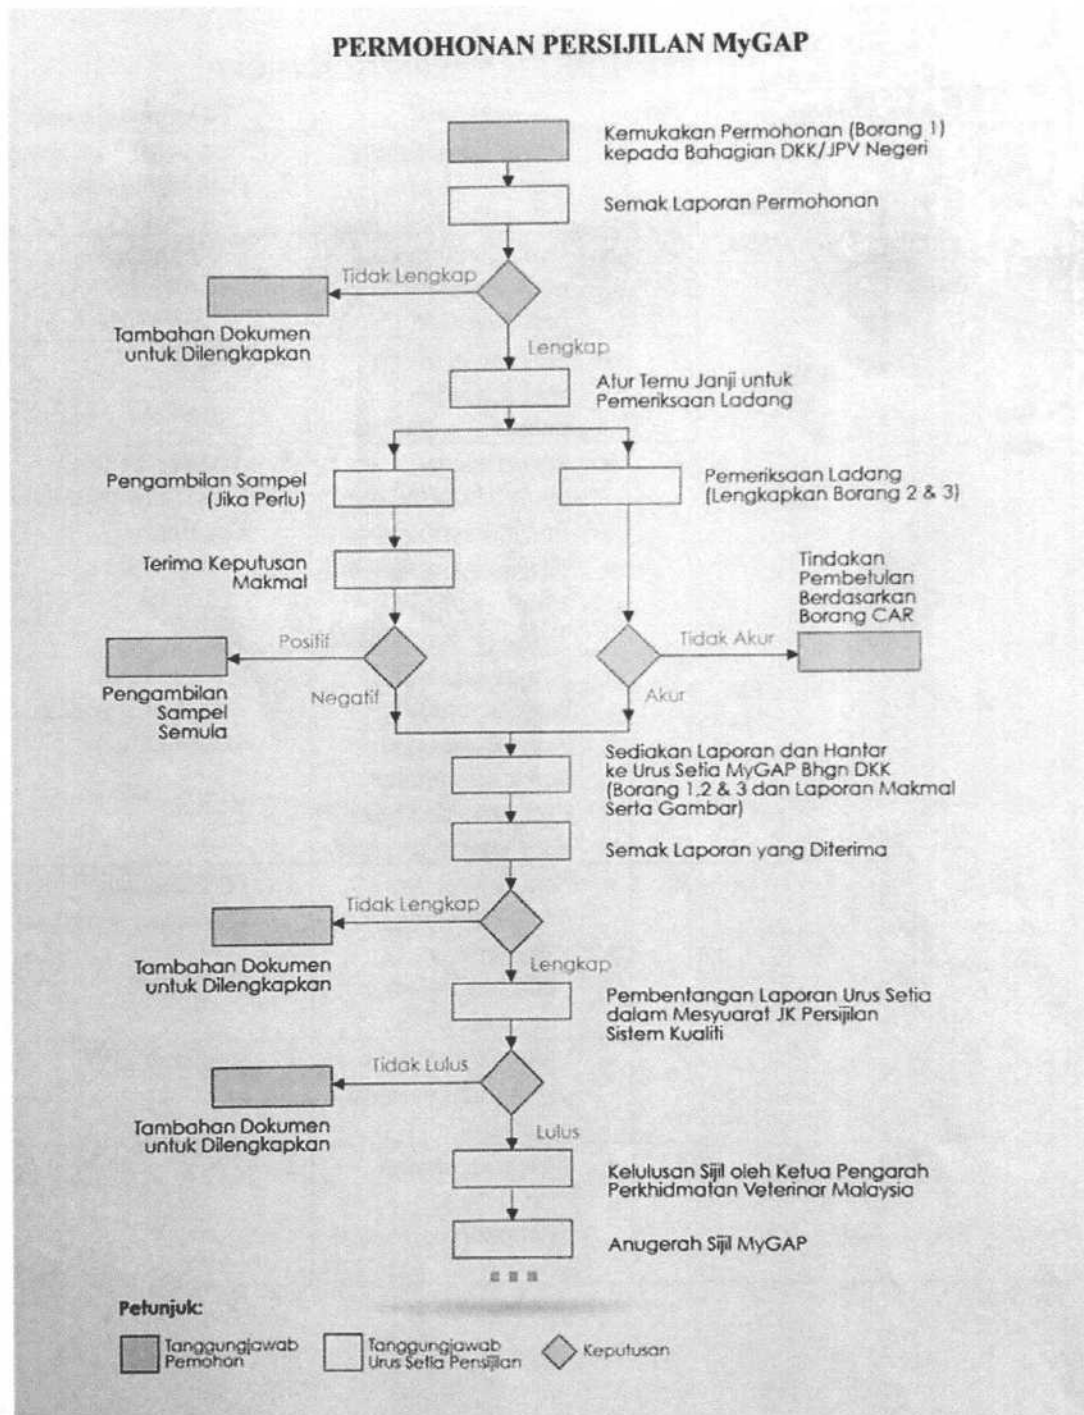 PERMOHONAN PERSIJILAN MyGAP
Kemukakan Permohonan (Borang 1)
kepada Bahagian DKK/JPV Negeri
Semak Laporan Permohonan
Tidak Lengkap
Tambahan Dokumen
untuk Dilengkapkan
Lengkap
Atur Temu Janji untuk
Pemeriksaan Ladang
Pengambilan Sampel
(Jika Perlu)
Pemeriksaan Ladang
(Lengkapkan Borang 2 & 3)
Terima Keputusan
Makmal
Tindakan
Pembetulan
Berdasarkan
Borang CAR
Positif
Tidak Akur
Pengambilan
Sampel
Semula
Negatif
Akur
Sediakan Laporan dan Hantar
ke Urus Setia MyGAP Bhgn DKK
(Borang 1,2 & 3 dan Laporan Makmal
Serta Gambar)
Semak Laporan yang Diterima
Tidak Lengkap
Tambahan Dokumen
untuk Dilengkapkan
Lengkap
Pembentangan Laporan Urus Setia
dalam Mesyuarat JK Persijilan
Sistem Kualiti
Tidak Lulus
Tambahan Dokumen
untuk Dilengkapkan
Lulus
Kelulusan Sijil oleh Ketua Pengarah
Perkhidmatan Veterinar Malaysia
Anugerah Sijil MyGAP
Petunjuk:
Tanggungjawab
Pemohon
Tanggungjawab
Urus Setia Pensijilan
Keputusan